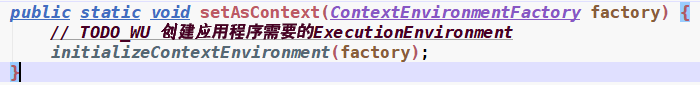 public static void setAsContext(ContextEnvironmentFactory factory) {
// TODO_WU 创建应用程序需要的ExecutionEnvironment
initializeContextEnvironment(factory);
}